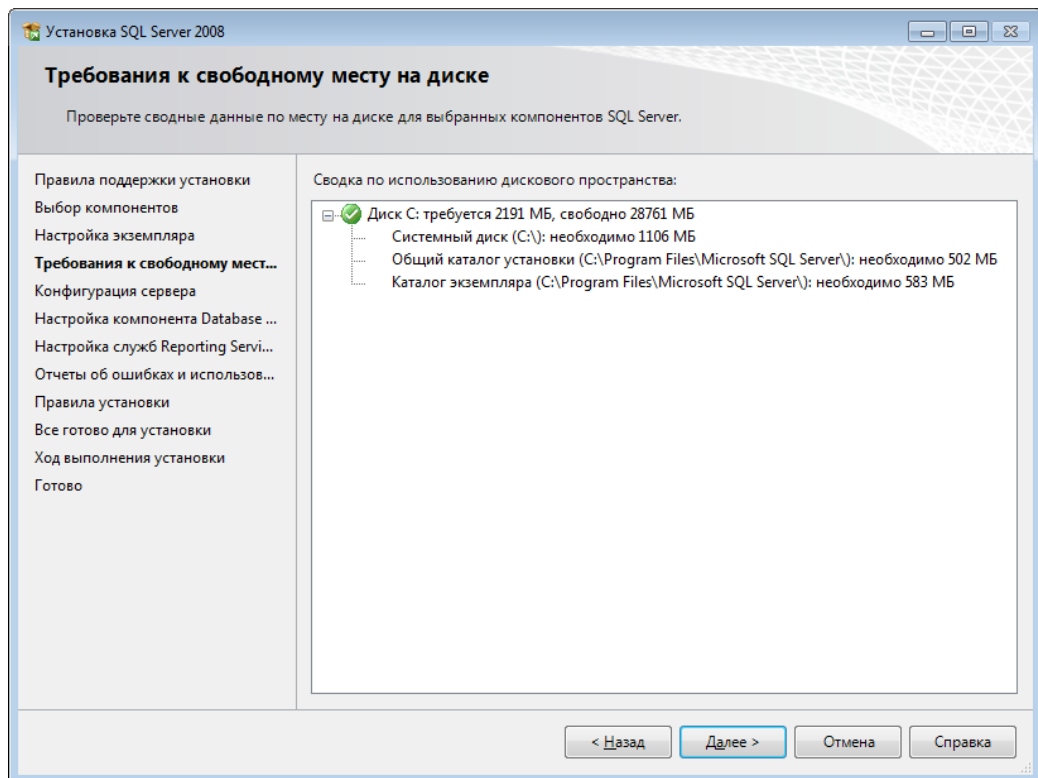 Установка SQL Server 2008
Требования к свободному месту на диске
Проверьте сводные данные по месту на диске для выбранных компонентов SQL Server.
Правила поддержки установки
Выбор компонентов
Настройка экземпляра
Требования к свободному мест...
Конфигурация сервера
Настройка компонента Database ...
Настройка служб Reporting Servi...
Отчеты об ошибках и использов...
Правила установки
Все готово для установки
Ход выполнения установки
Готово
Сводка по использованию дискового пространства:
Диск C: требуется 2191 МБ, свободно 28761 МБ
Системный диск (C:\): необходимо 1106 МБ
Общий каталог установки (C:\Program Files\Microsoft SQL Server\): необходимо 502 МБ
Каталог экземпляра (C:\Program Files\Microsoft SQL Server\): необходимо 583 МБ
< Назад
Далее >
Отмена
Справка